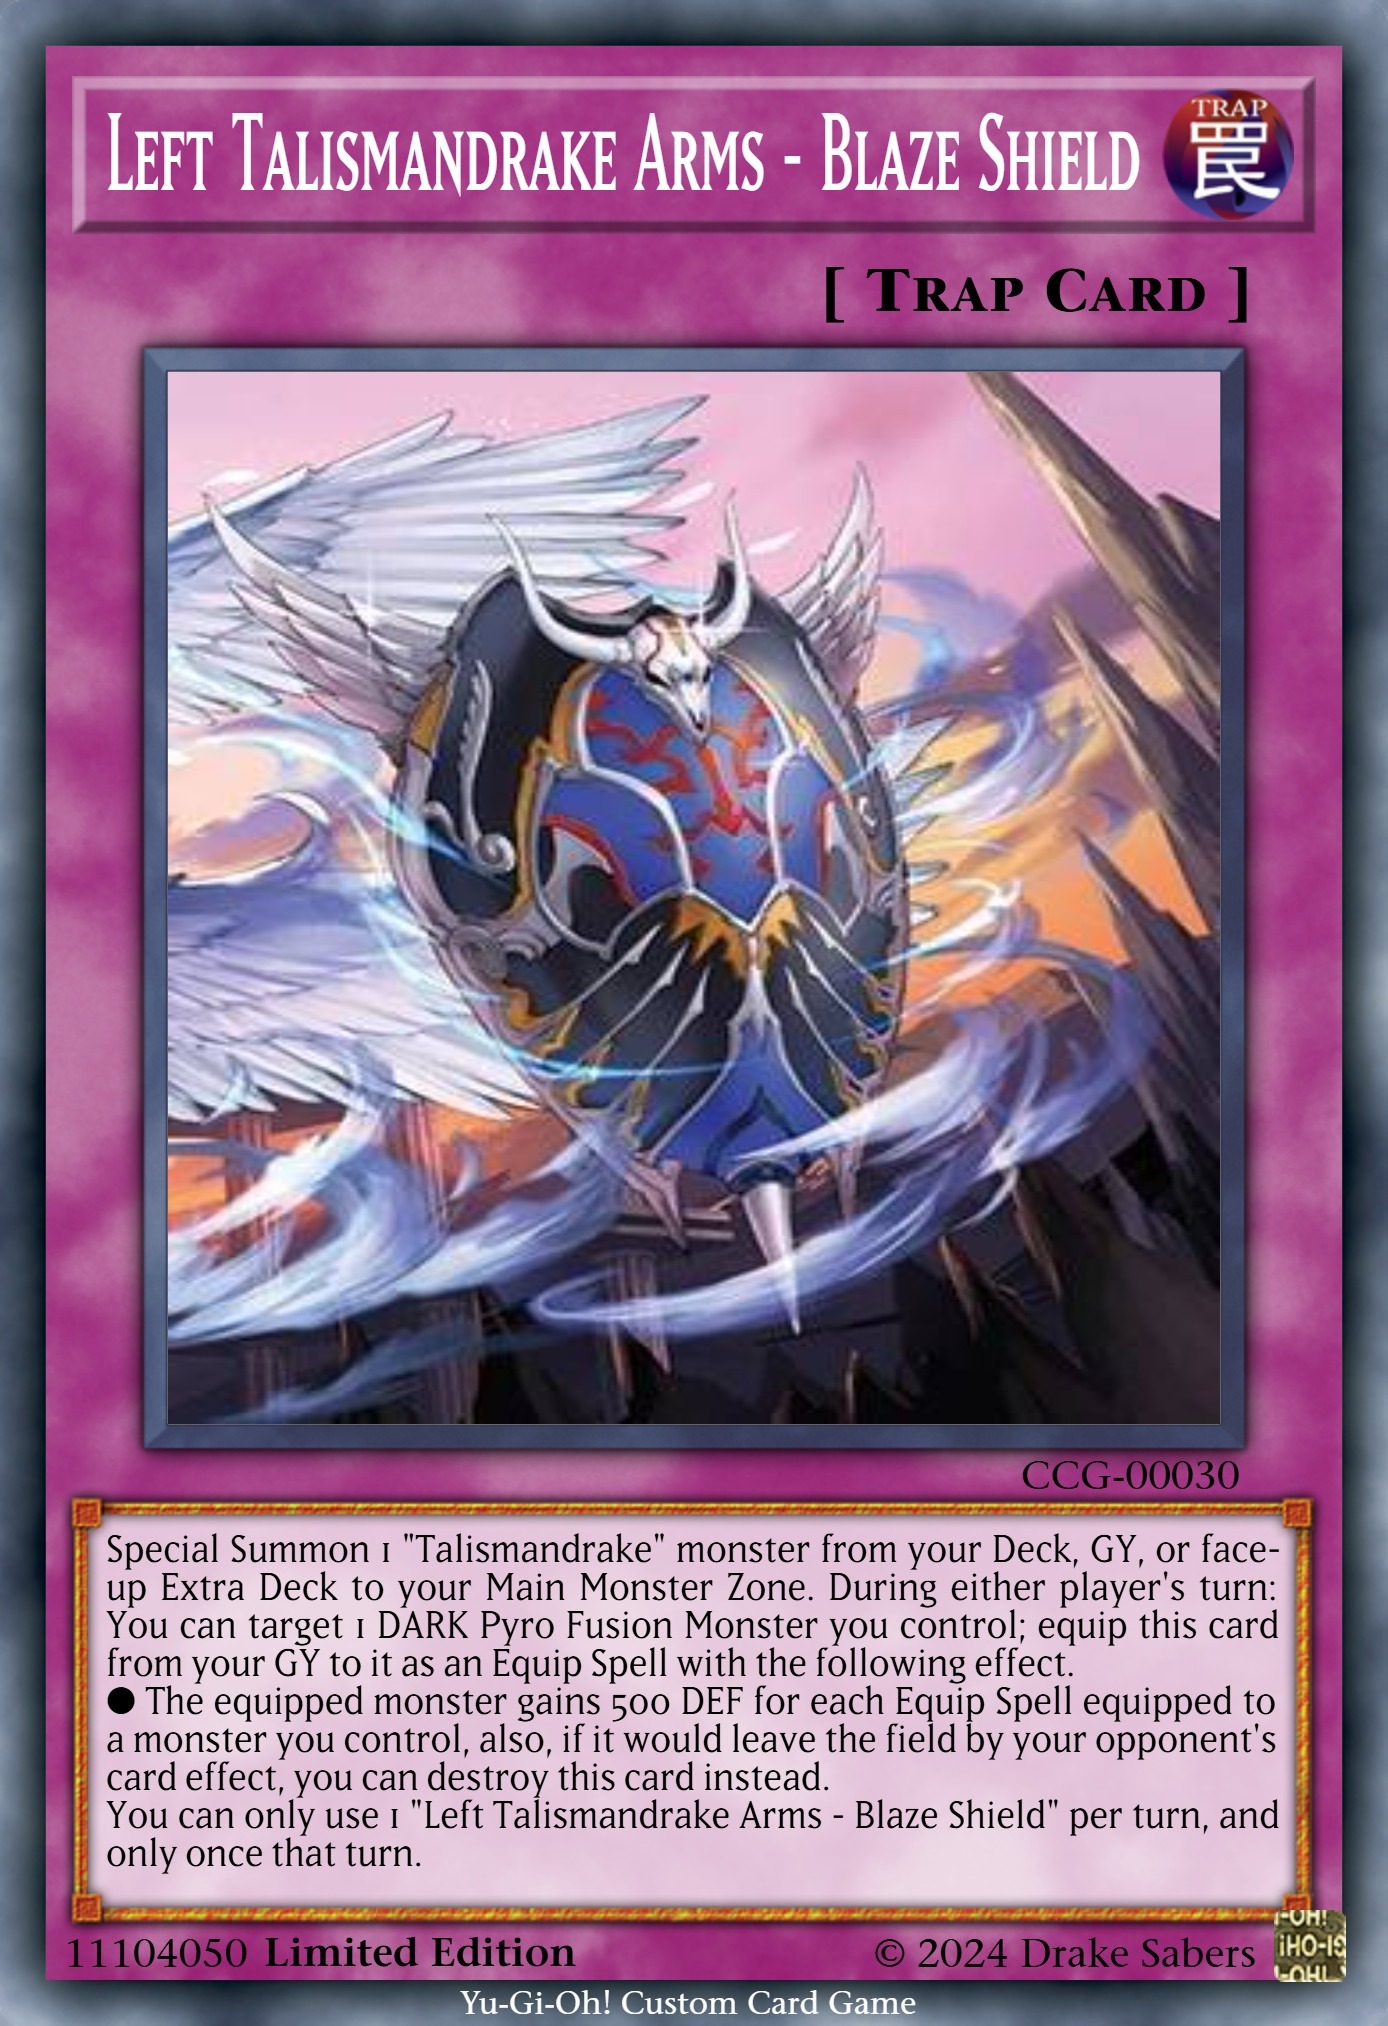 Left Talismandrake Arms - Blaze Shield
TRAP
罠
[ Trap Card ]
CCG-00030
Special Summon 1 "Talismandrake" monster from your Deck, GY, or face-
up Extra Deck to your Main Monster Zone. During either player's turn:
You can target 1 DARK Pyro Fusion Monster you control; equip this card
from your GY to it as an Equip Spell with the following effect.
● The equipped monster gains 500 DEF for each Equip Spell equipped to
a monster you control, also, if it would leave the field by your opponent's
card effect, you can destroy this card instead.
You can only use 1 "Left Talismandrake Arms - Blaze Shield" per turn, and
only once that turn.
11104050 Limited Edition
© 2024 Drake Sabers
Yu-Gi-Oh! Custom Card Game